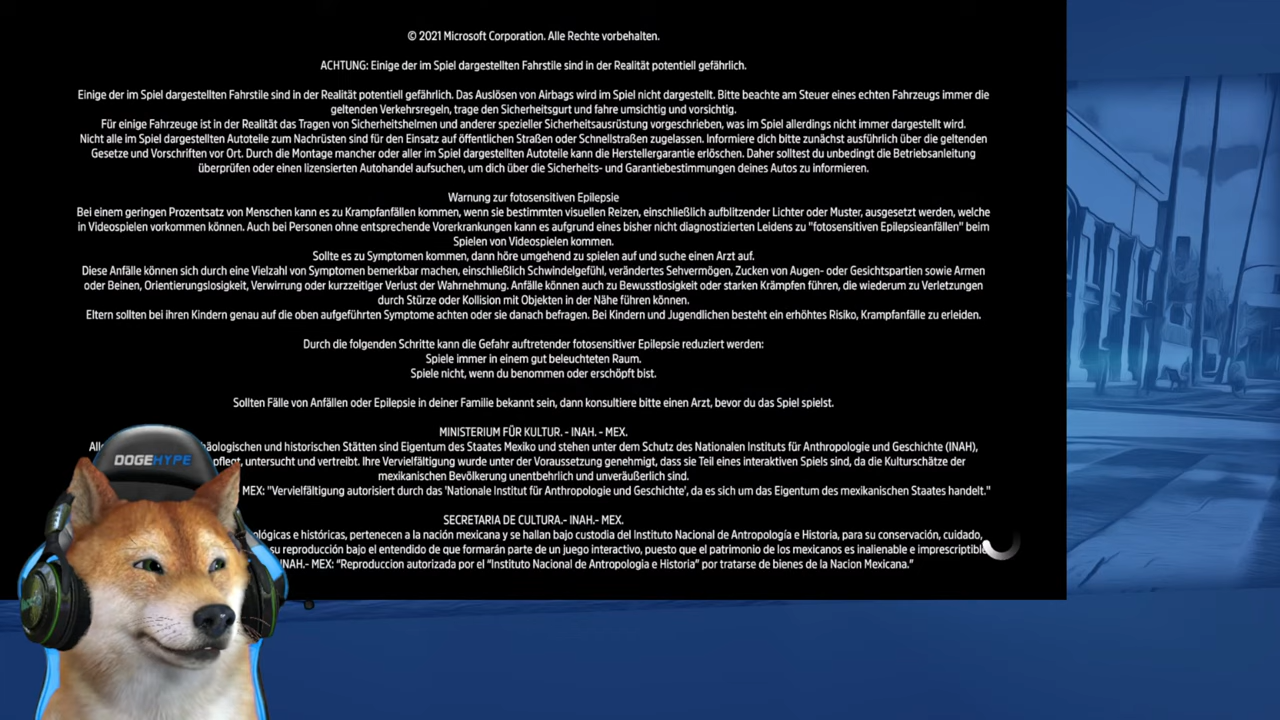 © 2021 Microsoft Corporation. Alle Rechte vorbehalten.
ACHTUNG: Einige der im Spiel dargestellten Fahrstile sind in der Realität potentiell gefährlich.
Einige der im Spiel dargestellten Fahrstile sind in der Realität potentiell gefährlich. Das Auslösen von Airbags wird im Spiel nicht dargestellt. Bitte beachte am Steuer eines echten Fahrzeugs immer die
geltenden Verkehrsregeln, trage den Sicherheitsgurt und fahre umsichtig und vorsichtig.
Für einige Fahrzeuge ist in der Realität das Tragen von Sicherheitshelmen und anderer spezieller Sicherheitsausrüstung vorgeschrieben, was im Spiel allerdings nicht immer dargestellt wird.
Nicht alle im Spiel dargestellten Autoteile zum Nachrüsten sind für den Einsatz auf öffentlichen Straßen oder Schnellstraßen zugelassen. Informiere dich bitte zunächst ausführlich über die geltenden
Gesetze und Vorschriften vor Ort. Durch die Montage mancher oder aller im Spiel dargestellten Autoteile kann die Herstellergarantie erlöschen. Daher solltest du unbedingt die Betriebsanleitung
überprüfen oder einen lizensierten Autohandel aufsuchen, um dich über die Sicherheits- und Garantiebestimmungen deines Autos zu informieren.
Warnung zur fotosensitiven Epilepsie
Bei einem geringen Prozentsatz von Menschen kann es zu Krampfanfällen kommen, wenn sie bestimmten visuellen Reizen, einschließlich aufblitzender Lichter oder Muster, ausgesetzt werden, welche
in Videospielen vorkommen können. Auch bei Personen ohne entsprechende Vorerkrankungen kann es aufgrund eines bisher nicht diagnostizierten Leidens zu "fotosensitiven Epilepsieanfällen" beim
Spielen von Videospielen kommen.
Sollte es zu Symptomen kommen, dann höre umgehend zu spielen auf und suche einen Arzt auf.
Diese Anfälle können sich durch eine Vielzahl von Symptomen bemerkbar machen, einschließlich Schwindelgefühl, verändertes Sehvermögen, Zucken von Augen- oder Gesichtspartien sowie Armen
oder Beinen, Orientierungslosigkeit, Verwirrung oder kurzzeitiger Verlust der Wahrnehmung. Anfälle können auch zu Bewusstlosigkeit oder starken Krämpfen führen, die wiederum zu Verletzungen
durch Stürze oder Kollision mit Objekten in der Nähe führen können.
Eltern sollten bei ihren Kindern genau auf die oben aufgeführten Symptome achten oder sie danach befragen. Bei Kindern und Jugendlichen besteht ein erhöhtes Risiko, Krampfanfälle zu erleiden.
Durch die folgenden Schritte kann die Gefahr auftretender fotosensitiver Epilepsie reduziert werden:
Spiele immer in einem gut beleuchteten Raum.
Spiele nicht, wenn du benommen oder erschöpft bist.
Sollten Fälle von Anfällen oder Epilepsie in deiner Familie bekannt sein, dann konsultiere bitte einen Arzt, bevor du das Spiel spielst.
MINISTERIUM FÜR KULTUR. - INAH. - MEX.
und historischen Stätten sind Eigentum des Staates Mexiko und stehen unter dem Schutz des Nationalen Instituts für Anthropologie und Geschichte (INAH),
untersucht und vertreibt. Ihre Vervielfältigung wurde unter der Voraussetzung genehmigt, dass sie Teil eines interaktiven Spiels sind, da die Kulturschätze der
mexikanischen Bevölkerung unentbehrlich und unveräußerlich sind.
MEX: "Vervielfältigung autorisiert durch das 'Nationale Institut für Anthropologie und Geschichte', da es sich um das Eigentum des mexikanischen Staates handelt."
SECRETARIA DE CULTURA.- INAH.- MEX.
e históricas, pertenecen a la nación mexicana y se hallan bajo custodia del Instituto Nacional de Antropología e Historia, para su conservación, cuidado,
su reproducción bajo el entendido de que formarán parte de un juego interactivo, puesto que el patrimonio de los mexicanos es inalienable e imprescriptible
INAH.- MEX: “Reproduccion autorizada por el “Instituto Nacional de Antropologia e Historia” por tratarse de bienes de la Nacion Mexicana.”
DOGEHYPE